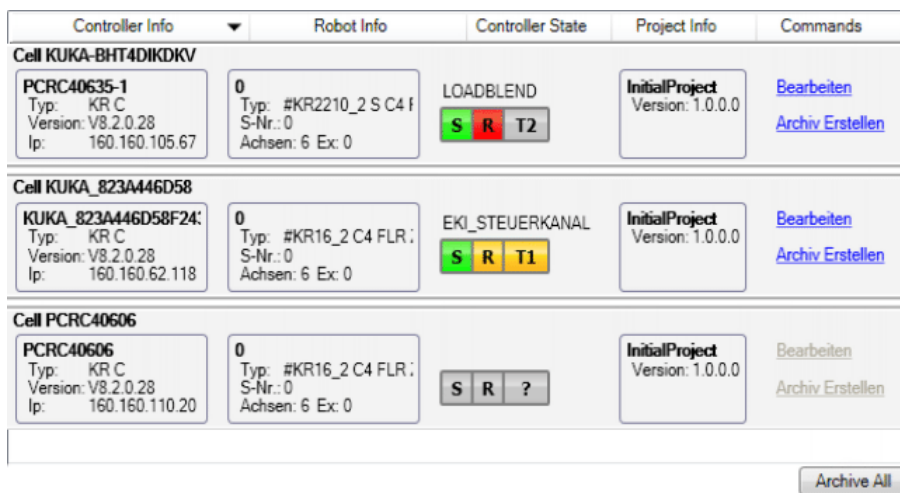 Controller Info Robot Info Controller State Project Info Commands
Cell KUKA-BHT4DIKDKV
PCRC40635-1
Typ: KR C
Version: V8.2.0.28
Ip: 160.160.105.67
0
Typ: #KR2210_2 S C4 F
S-Nr.: 0
Achsen: 6 Ex: 0
LOADBLEND
S R T2
InitialProject
Version: 1.0.0.0
Bearbeiten
Archiv Erstellen
Cell KUKA_823A446D58
KUKA_823A446D58F24
Typ: KR C
Version: V8.2.0.28
Ip: 160.160.62.118
0
Typ: #KR16_2 C4 FLR
S-Nr.: 0
Achsen: 6 Ex: 0
EKI_STEUERKANAL
S R T1
InitialProject
Version: 1.0.0.0
Bearbeiten
Archiv Erstellen
Cell PCRC40606
PCRC40606
Typ: KR C
Version: V8.2.0.28
Ip: 160.160.110.20
0
Typ: #KR16_2 C4 FLR
S-Nr.: 0
Achsen: 6 Ex: 0
S R ?
InitialProject
Version: 1.0.0.0
Bearbeiten
Archiv Erstellen
Archive All